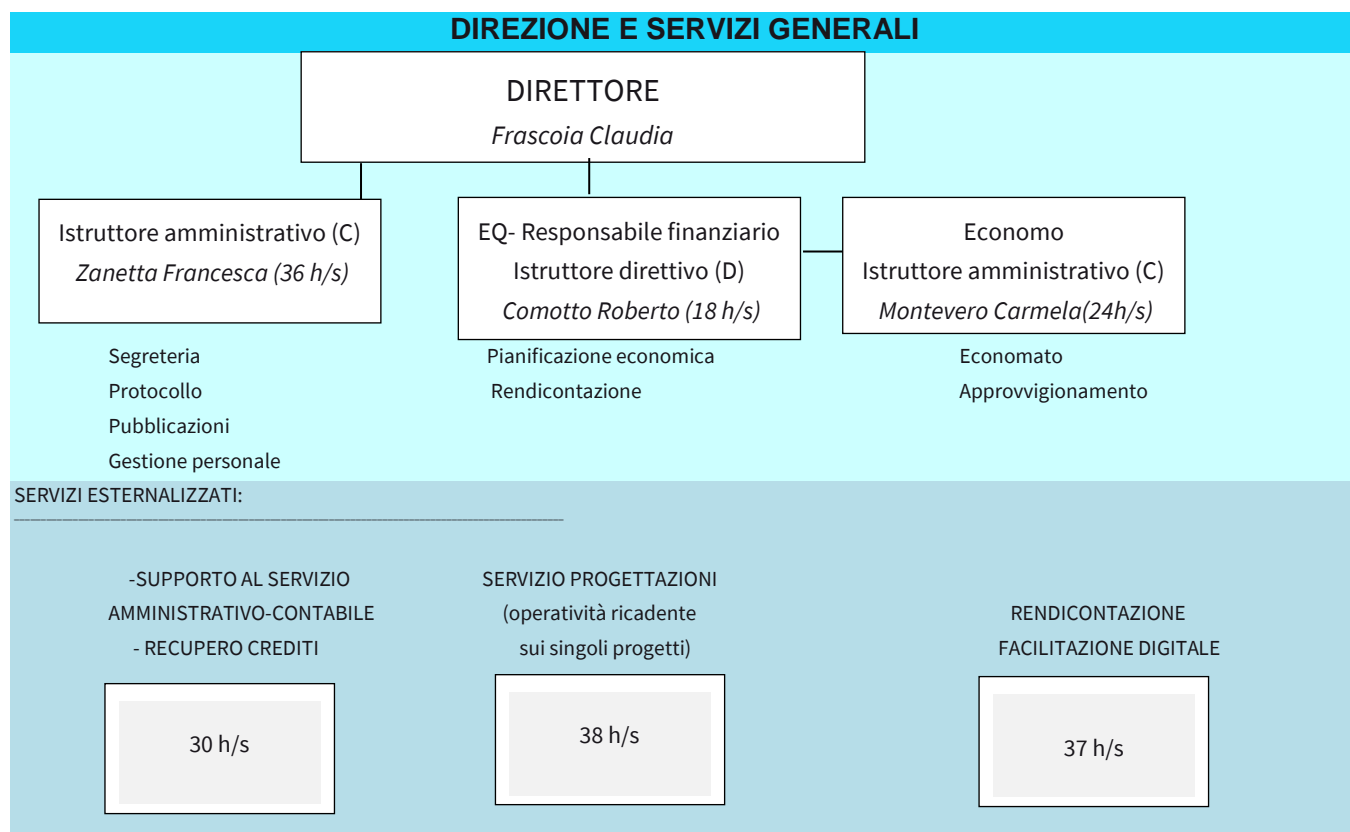 DIREZIONE E SERVIZI GENERALI
DIRETTORE
Frascoia Claudia
Istruttore amministrativo (C)
Zanetta Francesca (36 h/s)
EQ- Responsabile finanziario
Istruttore direttivo (D)
Comotto Roberto (18 h/s)
Economo
Istruttore amministrativo (C)
Montevero Carmela(24h/s)
Segreteria
Protocollo
Pubblicazioni
Gestione personale
Pianificazione economica
Rendicontazione
Economato
Approvvigionamento
SERVIZI ESTERNALIZZATI:
-SUPPORTO AL SERVIZIO
AMMINISTRATIVO-CONTABILE
- RECUPERO CREDITI
30 h/s
SERVIZIO PROGETTAZIONI
(operatività ricadente
sui singoli progetti)
38 h/s
RENDICONTAZIONE
FACILITAZIONE DIGITALE
37 h/s